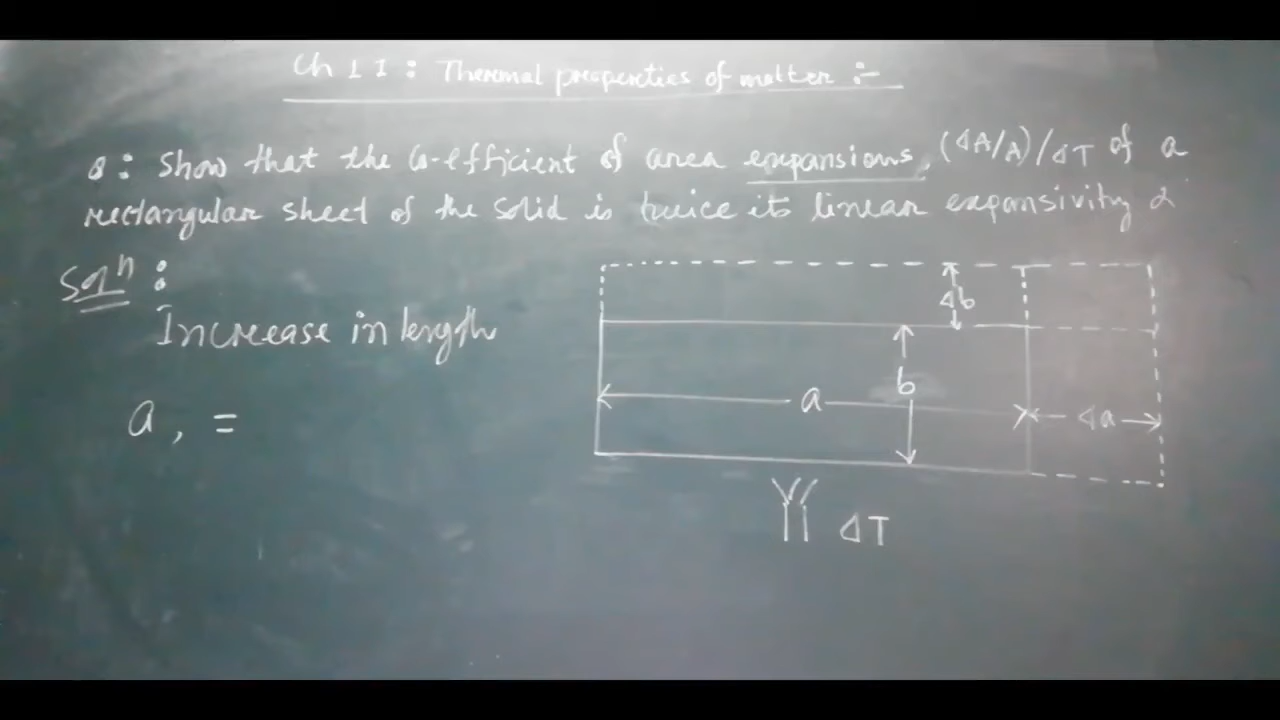 Ch 11: Thermal properties of matter :-
Q: Show that the Co-efficient of area expansions, (ΔA/A)/ΔT of a
rectangular sheet of the solid is twice its linear expansivity α
Solⁿ:
Increase in length
a, =
Δb
b
a
Δa
ΔT